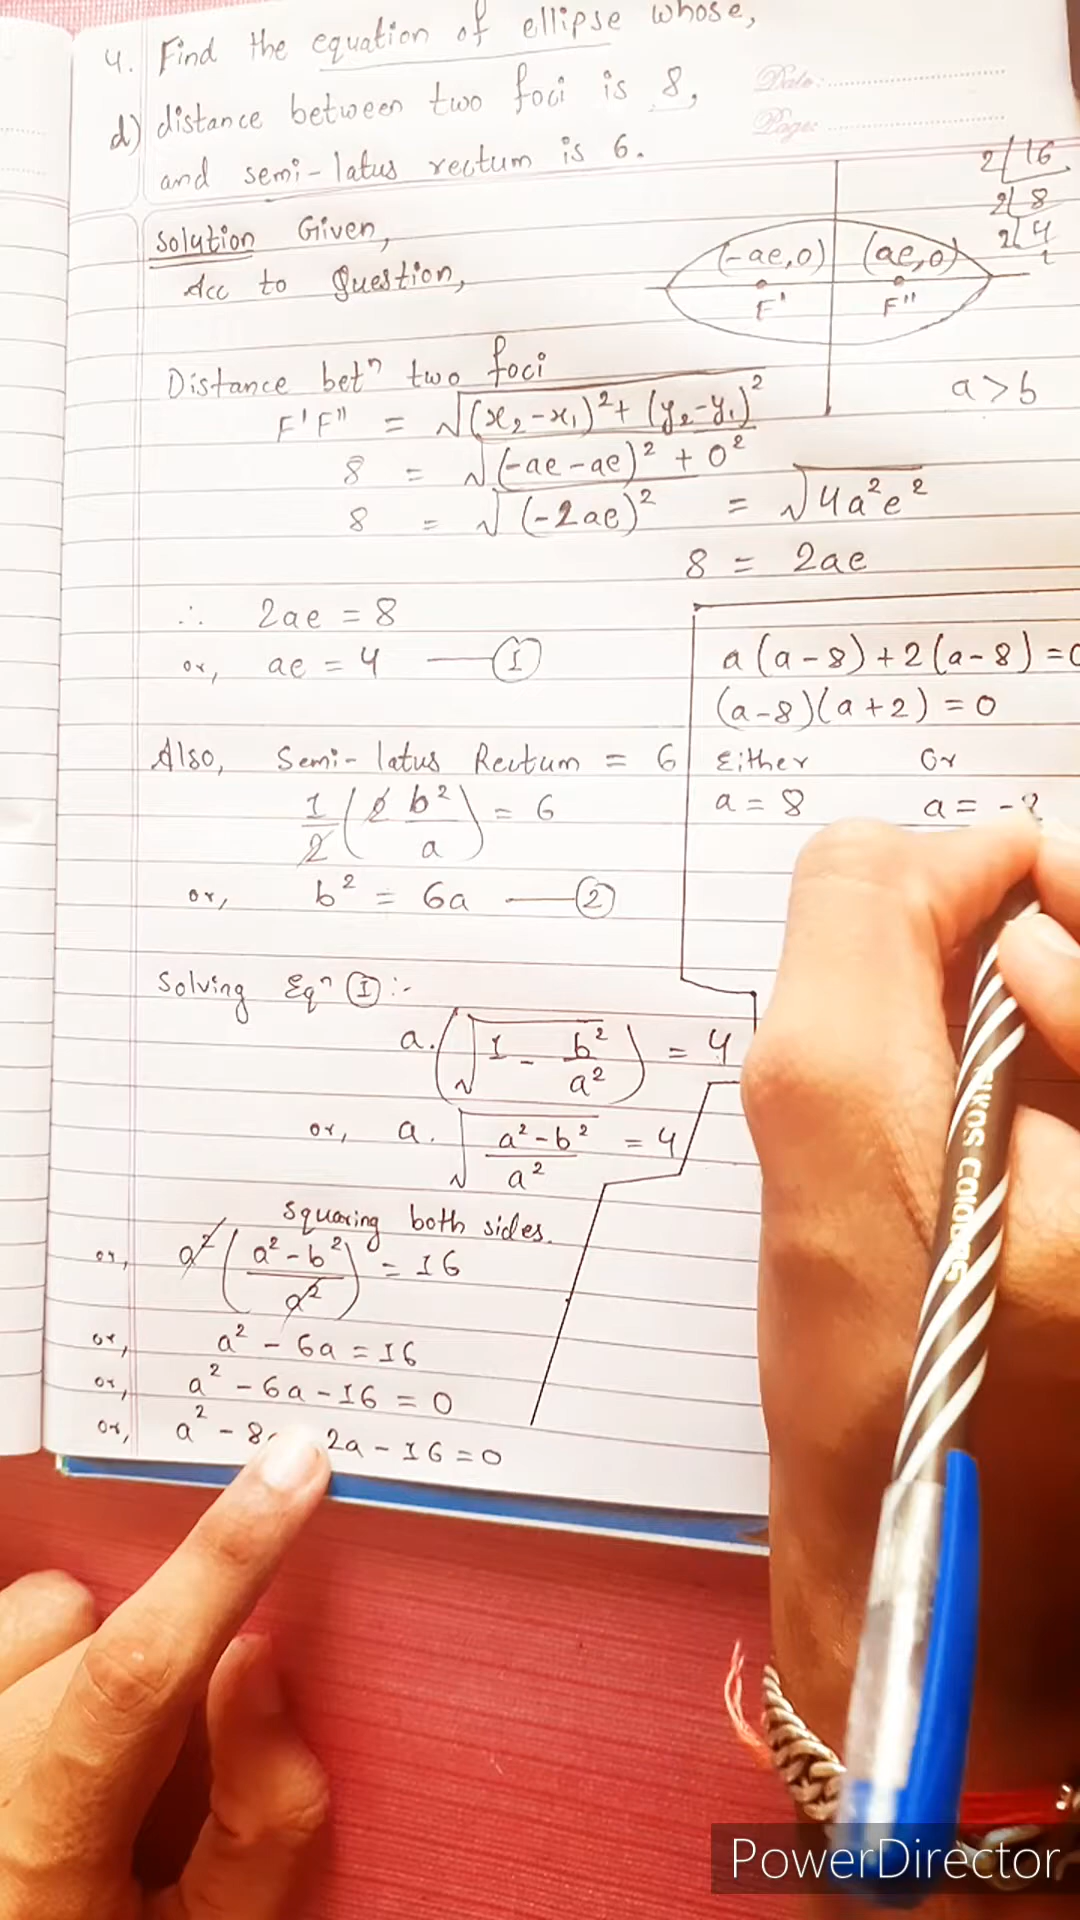 4. Find the equation of ellipse whose,
d) distance between two foci is 8,
and semi-latus rectum is 6.
Date:
Page:
2 16
2 8
2 4
Solution Given,
Acc to Question,
(-ae,0) (ae,0)
F' F"
a > b
Distance betⁿ two foci
F'F" = √(x₂-x₁)² + (y₂-y₁)²
8 = √(-ae-ae)² + 0²
8 = √(-2ae)² = √4a²e²
8 = 2ae
∴ 2ae = 8
or, ae = 4 — ①
Also, Semi-latus Rectum = 6
1/2 (2b²/a) = 6
or, b² = 6a — ②
Solving Eqⁿ ① :-
a.(√1 - b²/a²) = 4
or, a.√a²-b²/a² = 4
squaring both sides.
or, a²(a²-b²/a²) = 16
or, a² - 6a = 16
or, a² - 6a - 16 = 0
or, a² - 8 2a - 16 = 0
a(a-8)+2(a-8)=0
(a-8)(a+2) = 0
Either Or
a = 8 a = -2
CIKOS COlOURS
PowerDirector